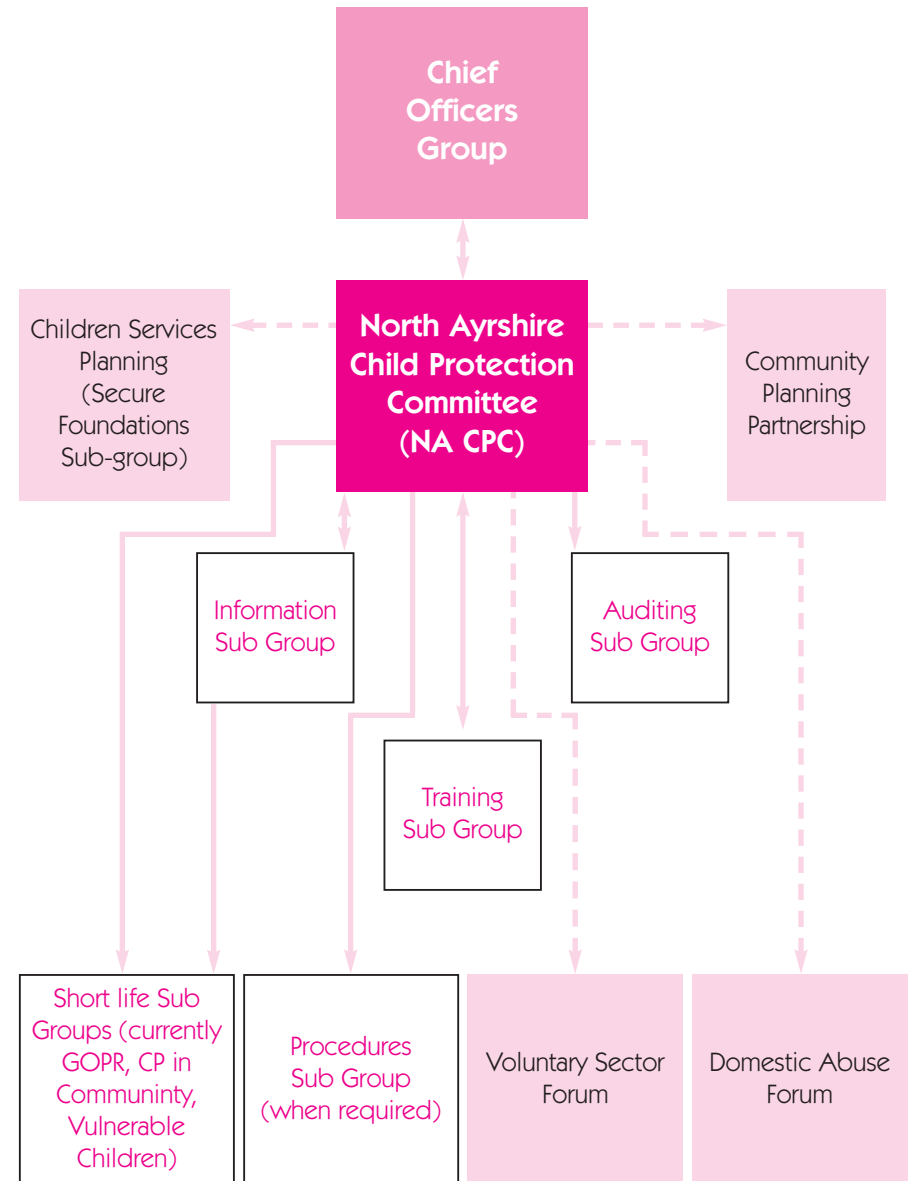 Chief
Officers
Group
Children Services
Planning
(Secure
Foundations
Sub-group)
North Ayrshire
Child Protection
Committee
(NA CPC)
Community
Planning
Partnership
Information
Sub Group
Auditing
Sub Group
Training
Sub Group
Short life Sub
Groups (currently
GOPR, CP in
Communinty,
Vulnerable
Children)
Procedures
Sub Group
(when required)
Voluntary Sector
Forum
Domestic Abuse
Forum